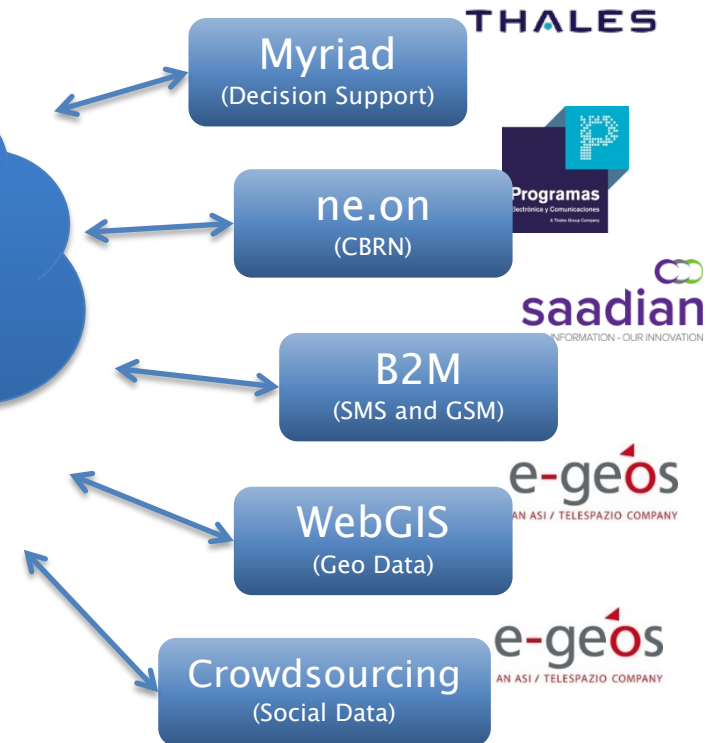 THALES
Myriad
(Decision Support)
P
Programas
Electrónica y Comunicaciones
A Thales Group Company
ne.on
(CBRN)
saadian
INFORMATION - OUR INNOVATION
B2M
(SMS and GSM)
e-geos
AN ASI / TELESPAZIO COMPANY
WebGIS
(Geo Data)
e-geos
AN ASI / TELESPAZIO COMPANY
Crowdsourcing
(Social Data)